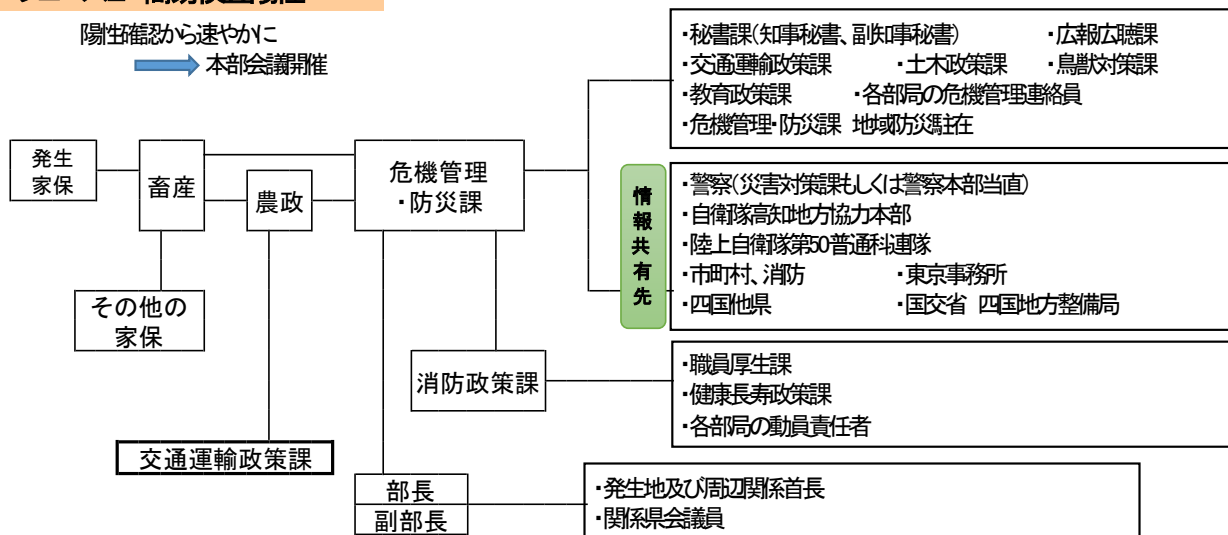 陽性確認から速やかに
本部会議開催
・秘書課(知事秘書、副知事秘書) ・広報広聴課
・交通運輸政策課 ・土木政策課 ・鳥獣対策課
・教育政策課 ・各部局の危機管理連絡員
・危機管理・防災課 地域防災駐在
発生
家保
畜産
農政
危機管理
・防災課
情報共有先
・警察(災害対策課もしくは警察本部当直)
・自衛隊高知地方協力本部
・陸上自衛隊第50普通科連隊
・市町村、消防 ・東京事務所
・四国他県 ・国交省 四国地方整備局
その他の
家保
消防政策課
・職員厚生課
・健康長寿政策課
・各部局の動員責任者
交通運輸政策課
部長
副部長
・発生地及び周辺関係首長
・関係県会議員